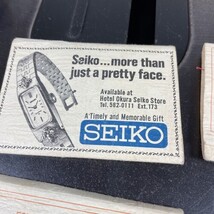 Seiko...more than
just a pretty face.
Available at
Hotel Okura Seiko Store
Tel. 582-0111 Ext.173
A Timely and Memorable Gift
SEIKO